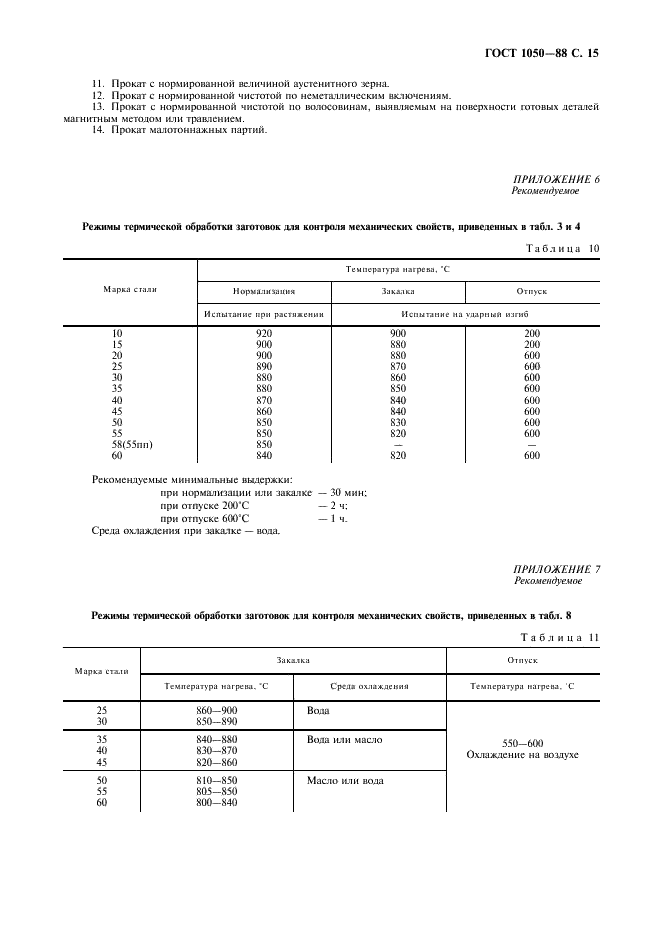 ГОСТ 1050—88 С. 15
11. Прокат с нормированной величиной аустенитного зерна.
12. Прокат с нормированной чистотой по неметаллическим включениям.
13. Прокат с нормированной чистотой по волосовинам, выявляемым на поверхности готовых деталей
магнитным методом или травлением.
14. Прокат малотоннажных партий.
ПРИЛОЖЕНИЕ 6
Рекомендуемое
Режимы термической обработки заготовок для контроля механических свойств, приведенных в табл. 3 и 4
Таблица 10
Марка стали
Температура нагрева, °С
Нормализация Закалка Отпуск
Испытание при растяжении Испытание на ударный изгиб
10 920 900 200
15 900 880 200
20 900 880 600
25 890 870 600
30 880 860 600
35 880 850 600
40 870 840 600
45 860 840 600
50 850 830 600
55 850 820 600
58(55пп) 850 — —
60 840 820 600
Рекомендуемые минимальные выдержки:
при нормализации или закалке — 30 мин;
при отпуске 200°С — 2 ч;
при отпуске 600°С — 1 ч.
Среда охлаждения при закалке — вода.
ПРИЛОЖЕНИЕ 7
Рекомендуемое
Режимы термической обработки заготовок для контроля механических свойств, приведенных в табл. 8
Таблица 11
Марка стали
Закалка Отпуск
Температура нагрева, °С Среда охлаждения Температура нагрева, °С
25 860—900 Вода
30 850—890
35 840—880 Вода или масло
40 830—870
45 820—860
550—600
Охлаждение на воздухе
50 810—850 Масло или вода
55 805—850
60 800—840